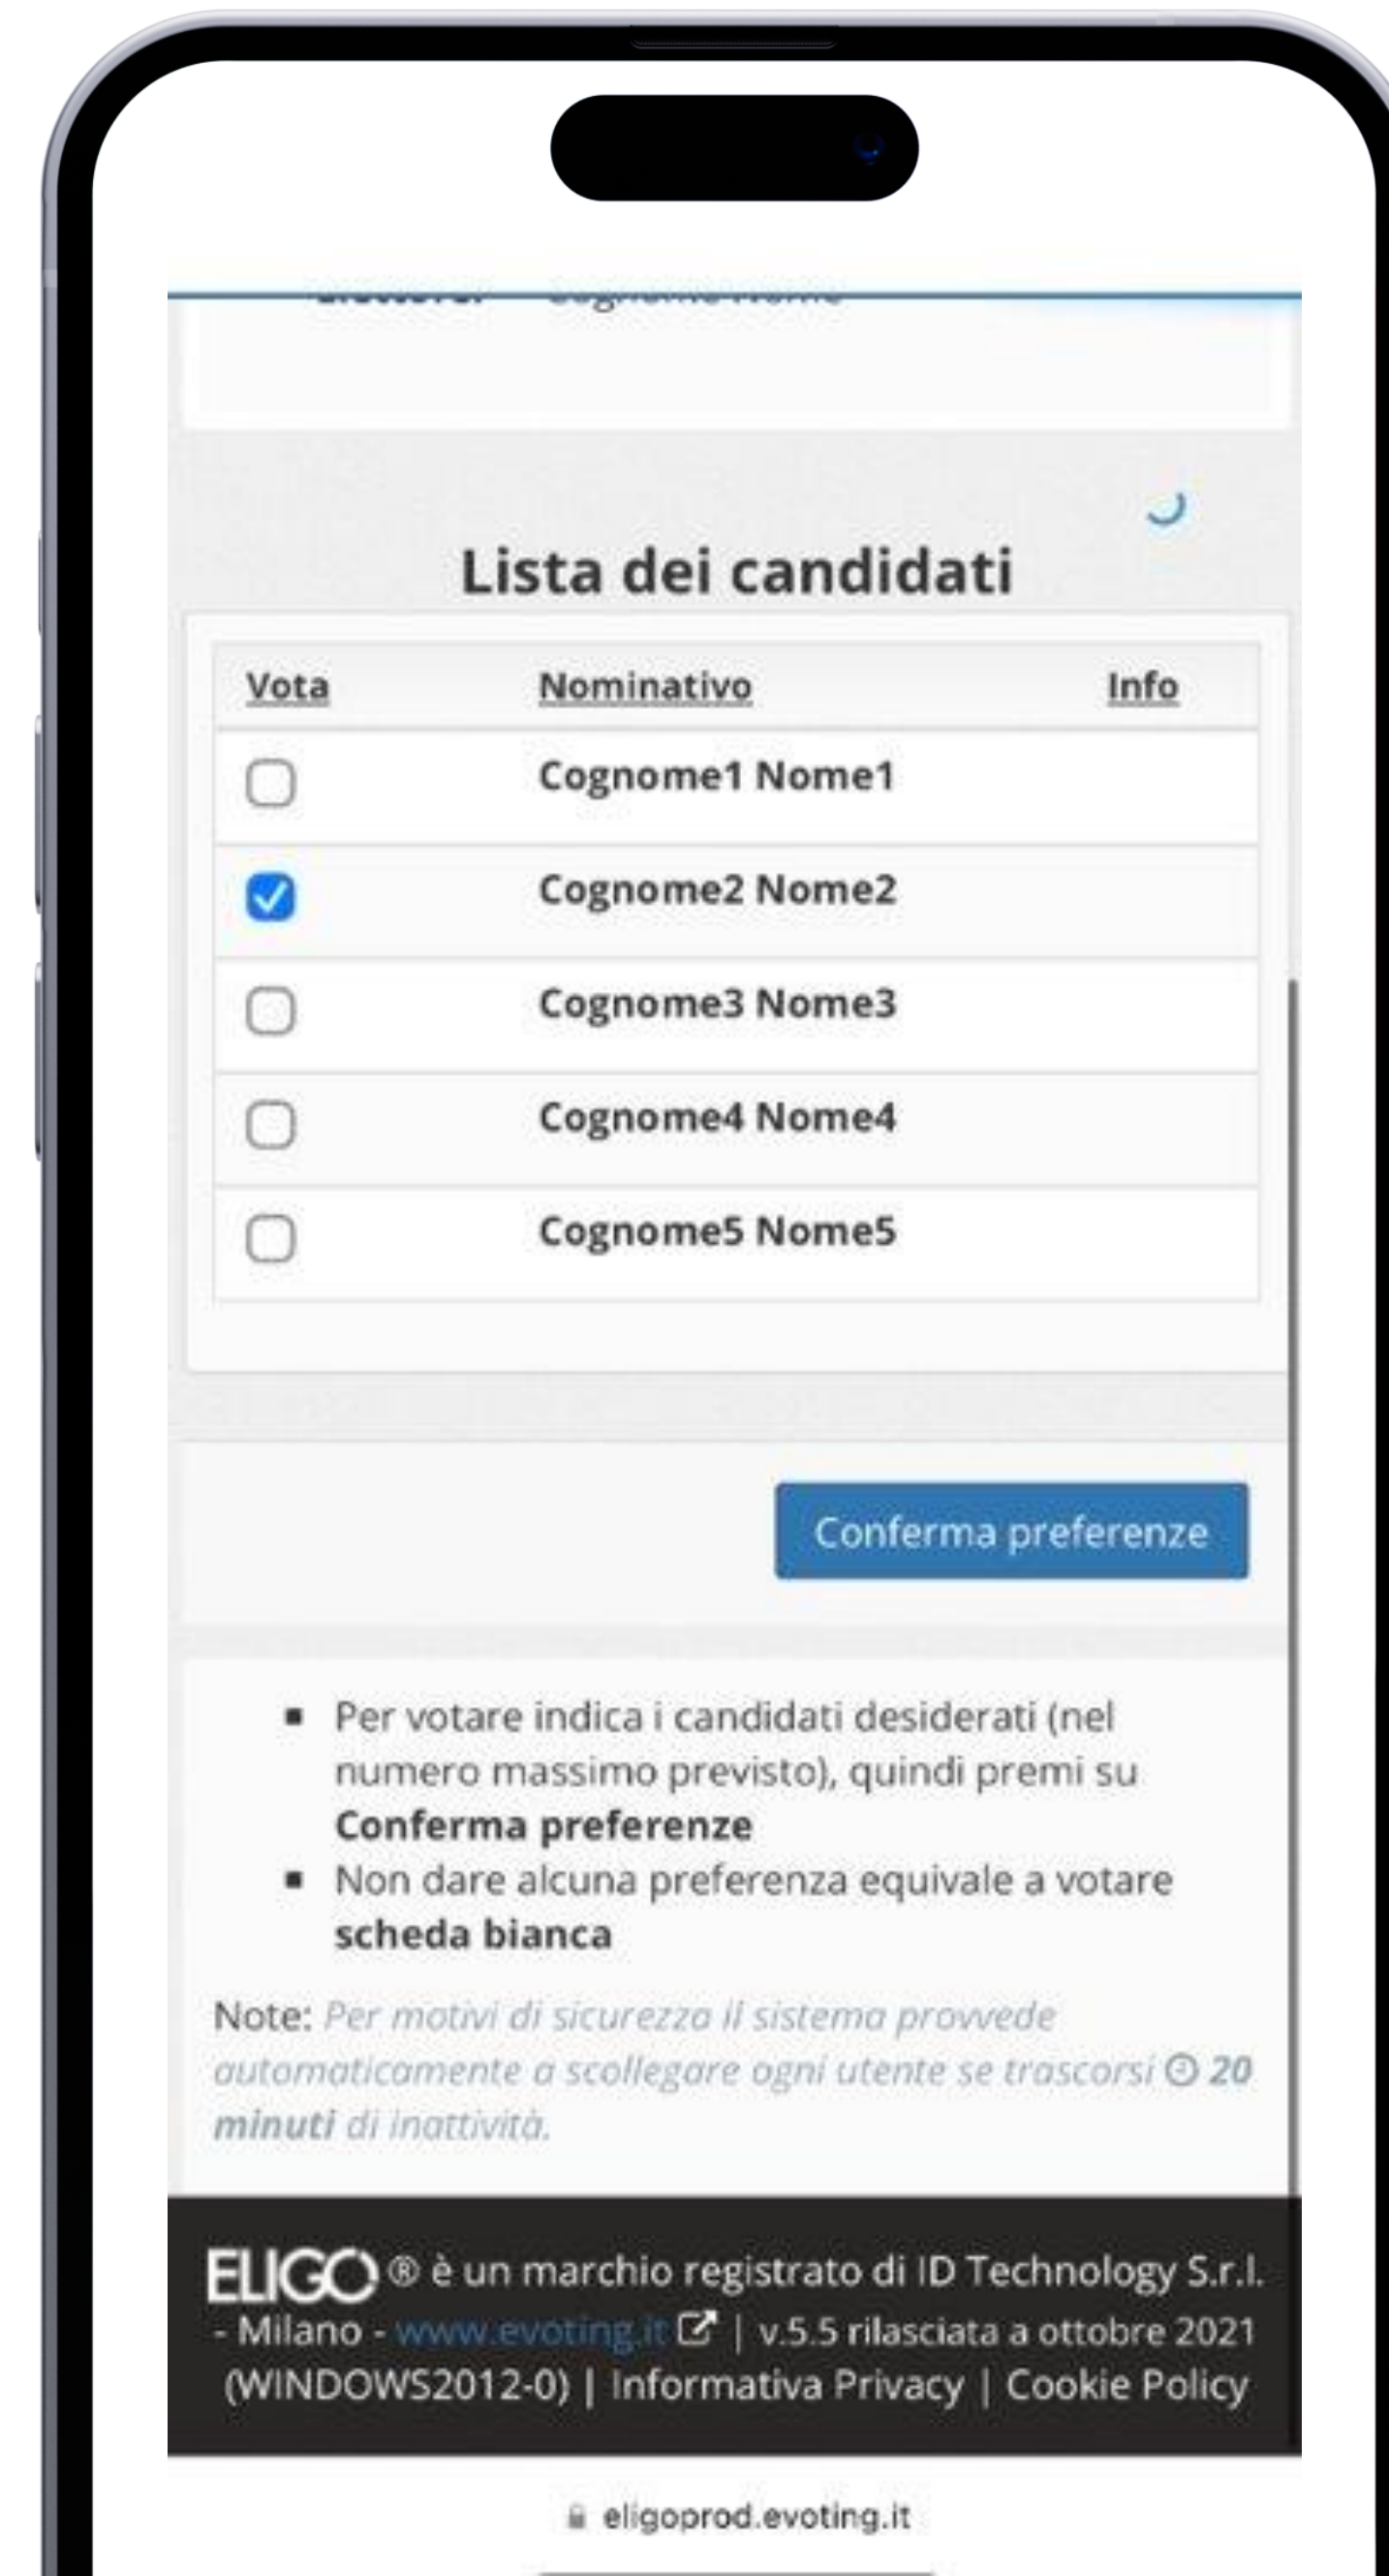 Lista dei candidati
Vota Nominativo Info
Cognome1 Nome1
Cognome2 Nome2
Cognome3 Nome3
Cognome4 Nome4
Cognome5 Nome5
Conferma preferenze
Per votare indica i candidati desiderati (nel
numero massimo previsto), quindi premi su
Conferma preferenze
Non dare alcuna preferenza equivale a votare
scheda bianca
Note: Per motivi di sicurezza il sistema provvede
automaticamente a scollegare ogni utente se trascorsi 20
minuti di inattività.
ELIGO ® è un marchio registrato di ID Technology S.r.l.
- Milano - www.evoting.it | v.5.5 rilasciata a ottobre 2021
(WINDOWS2012-0) | Informativa Privacy | Cookie Policy
eligoprod.evoting.it